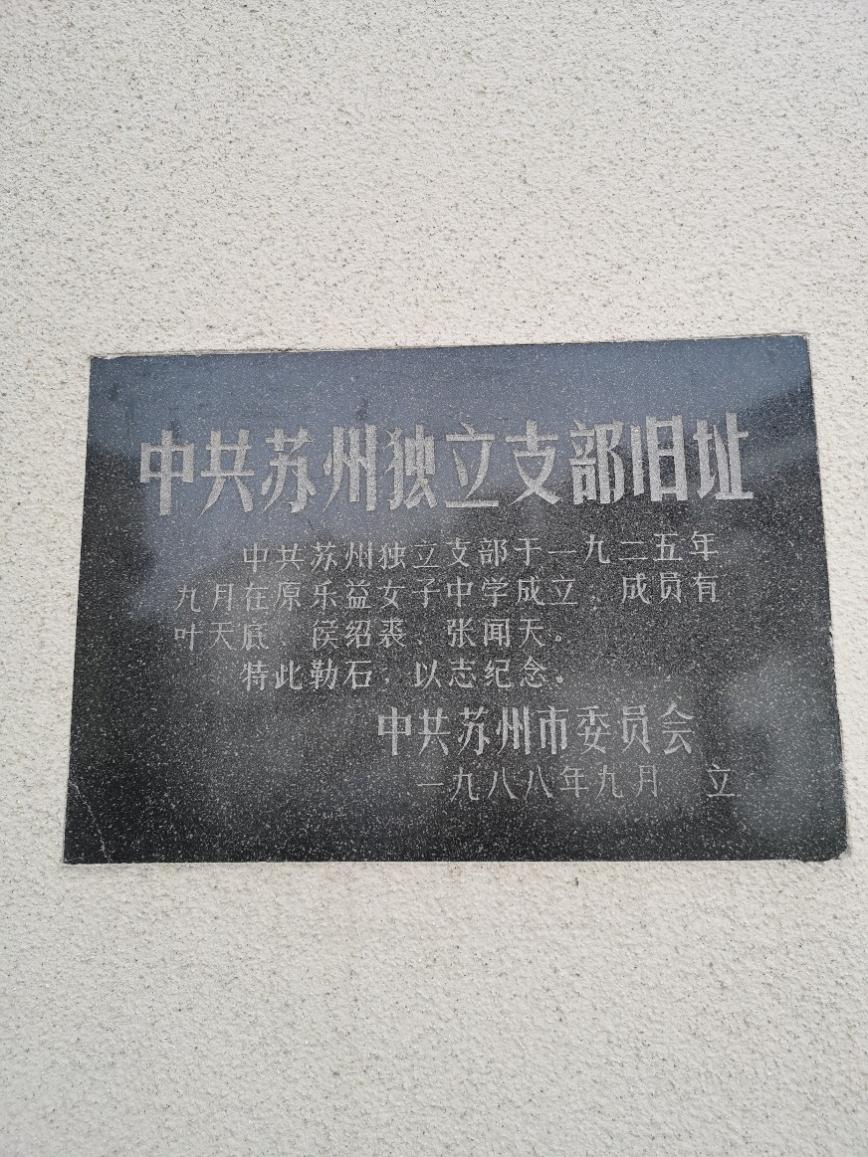 中共苏州独立支部旧址
中共苏州独立支部于一九二五年
九月在原乐益女子中学成立，成员有
叶天底、侯绍裘、张闻天。
特此勒石，以志纪念。
中共苏州市委员会
一九八八年九月 立